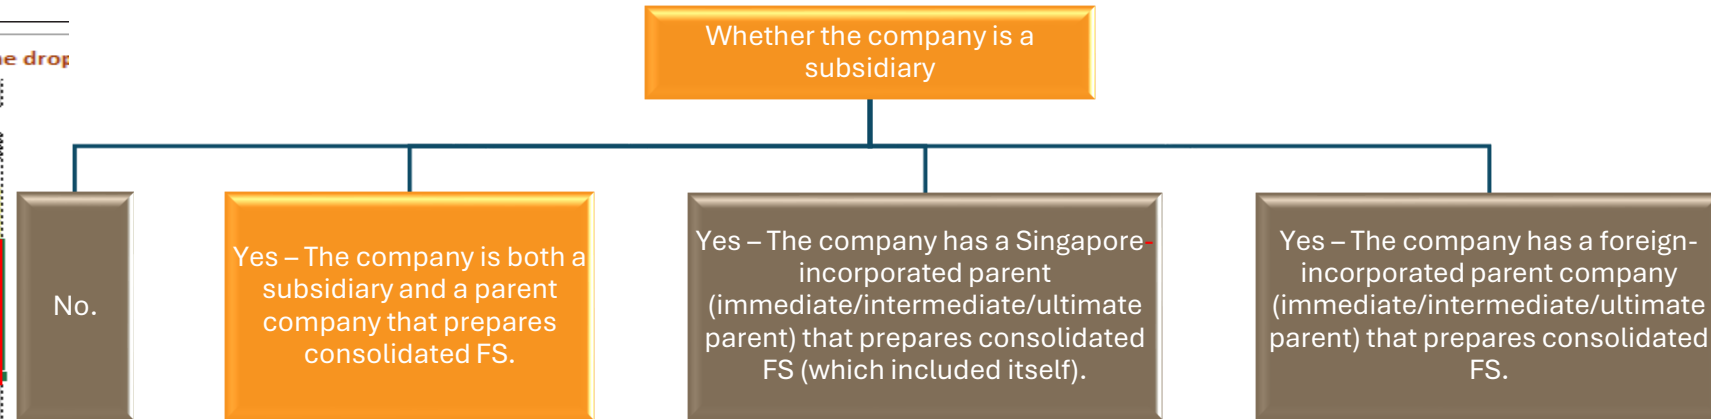 Whether the company is a
subsidiary
he drop
No.
Yes – The company is both a
subsidiary and a parent
company that prepares
consolidated FS.
Yes – The company has a Singapore-
incorporated parent
(immediate/intermediate/ultimate
parent) that prepares consolidated
FS (which included itself).
Yes – The company has a foreign-
incorporated parent company
(immediate/intermediate/ultimate
parent) that prepares consolidated
FS.